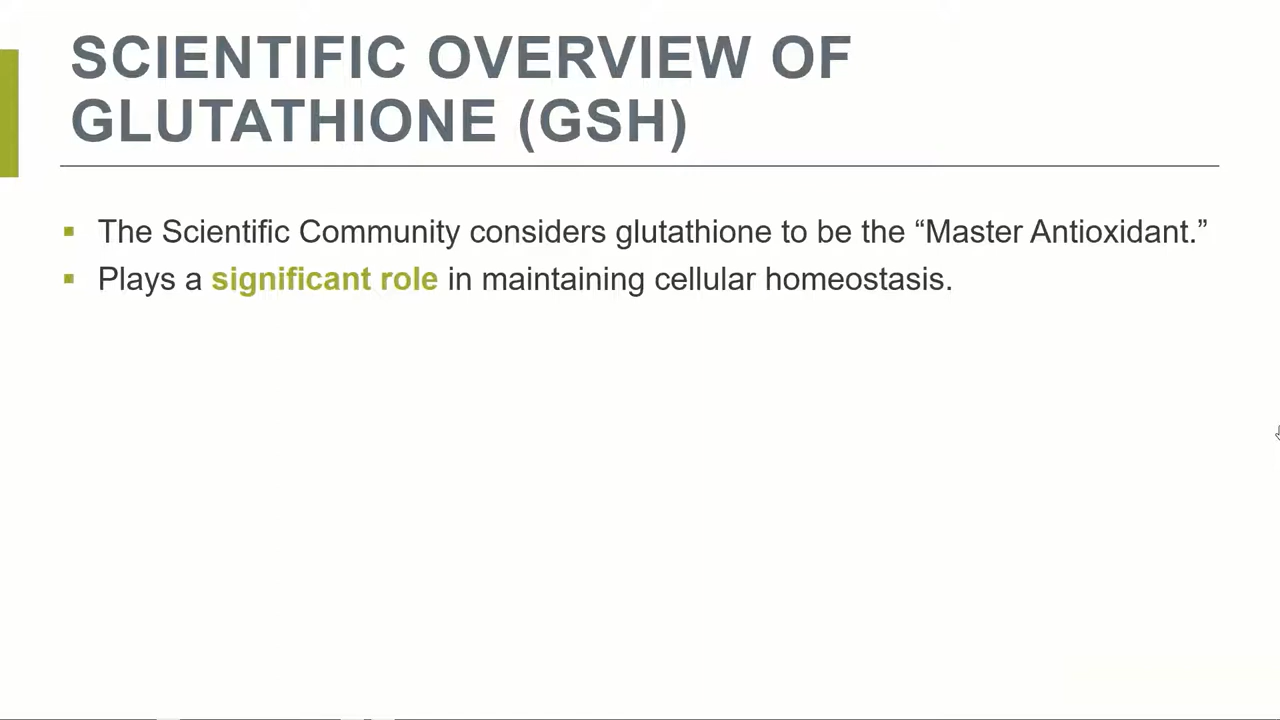 SCIENTIFIC OVERVIEW OF
GLUTATHIONE (GSH)
▪ The Scientific Community considers glutathione to be the “Master Antioxidant.”
▪ Plays a significant role in maintaining cellular homeostasis.